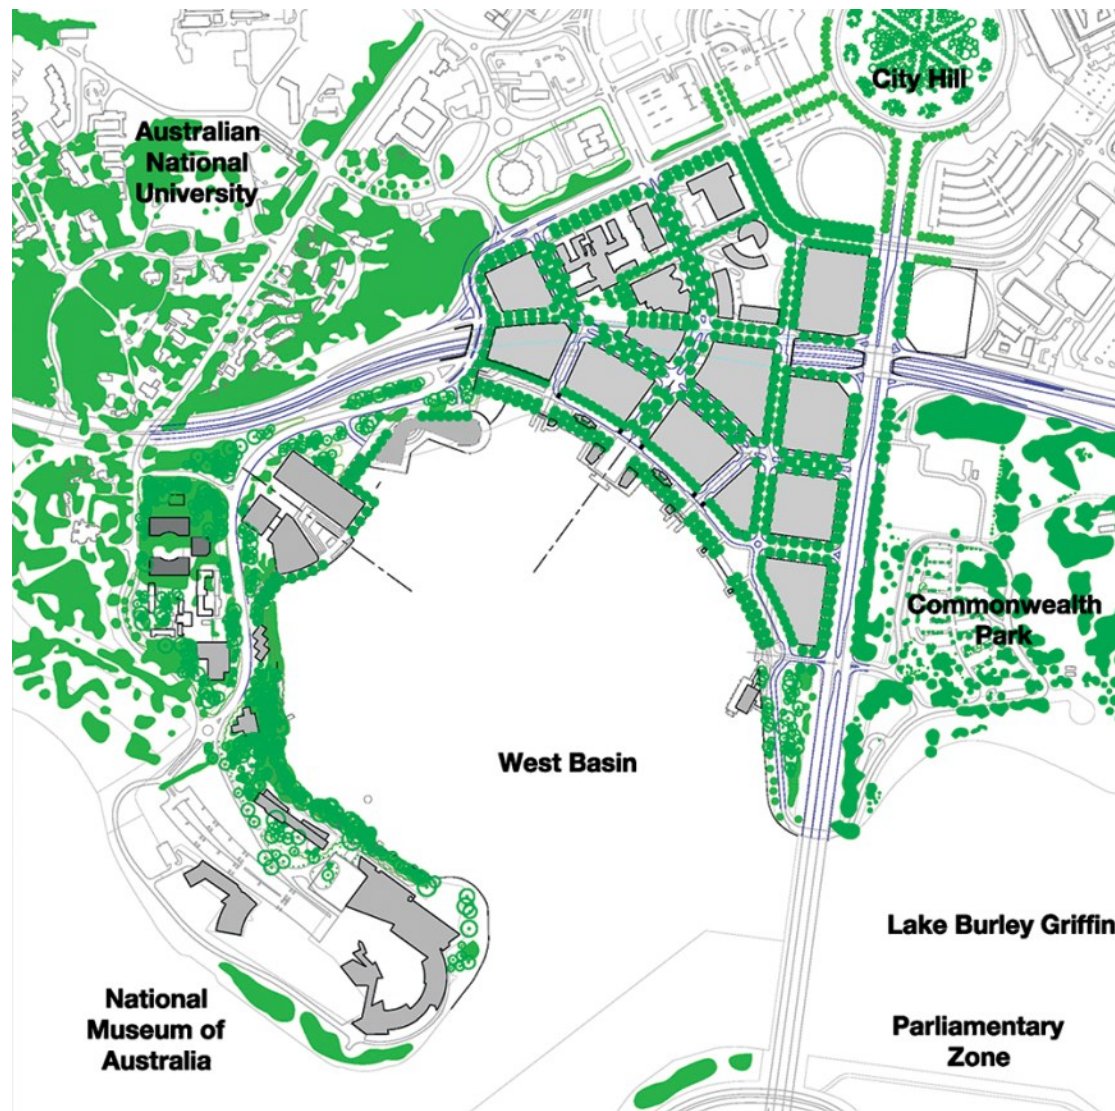 City Hill
Australian
National
University
Commonwealth
Park
West Basin
Lake Burley Griffin
National
Museum of
Australia
Parliamentary
Zone